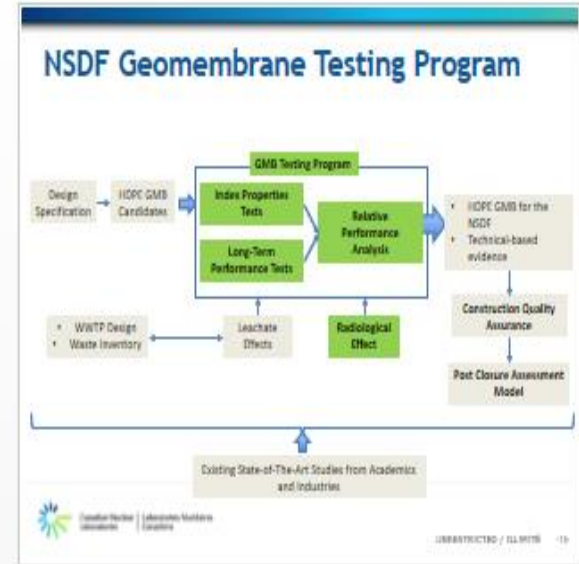 NSDF Geomembrane Testing Program
GMB Testing Program
Design
Specification
HDPE GMB
Candidates
Index Properties
Tests
Long-Term
Performance Tests
Relative
Performance
Analysis
• HDPE GMB for the
NSDF
• Technical-based
evidence
• WWTP Design
• Waste Inventory
Leachate
Effects
Radiological
Effect
Construction Quality
Assurance
Post Closure Assessment
Model
Existing State-of-The-Art Studies from Academics
and Industries
Canadian Nuclear | Laboratoires Nucléaires
Laboratories | Canadiens
UNRESTRICTED / ILLIMITÉ